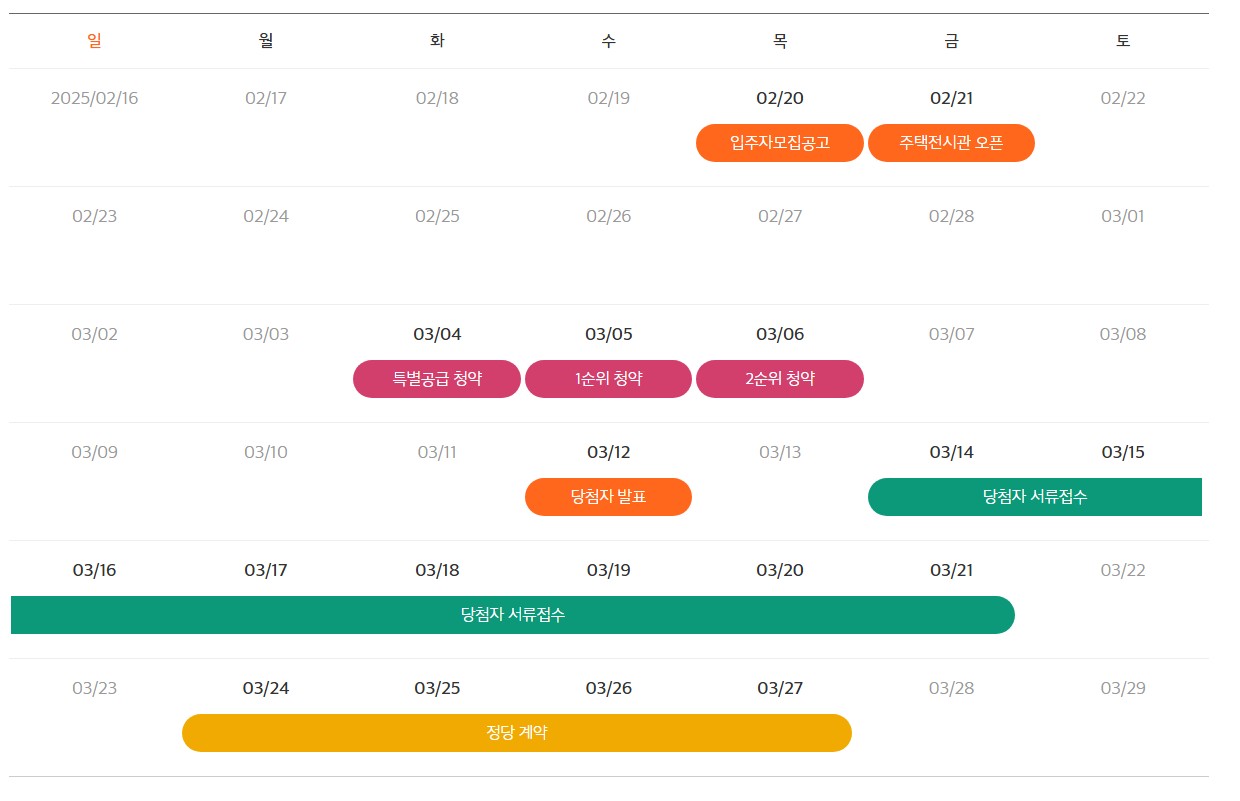 일 월 화 수 목 금 토
2025/02/16 02/17 02/18 02/19 02/20 02/21 02/22
입주자모집공고 주택전시관 오픈
02/23 02/24 02/25 02/26 02/27 02/28 03/01
03/02 03/03 03/04 03/05 03/06 03/07 03/08
특별공급 청약 1순위 청약 2순위 청약
03/09 03/10 03/11 03/12 03/13 03/14 03/15
당첨자 발표 당첨자 서류접수
03/16 03/17 03/18 03/19 03/20 03/21 03/22
당첨자 서류접수
03/23 03/24 03/25 03/26 03/27 03/28 03/29
정당 계약